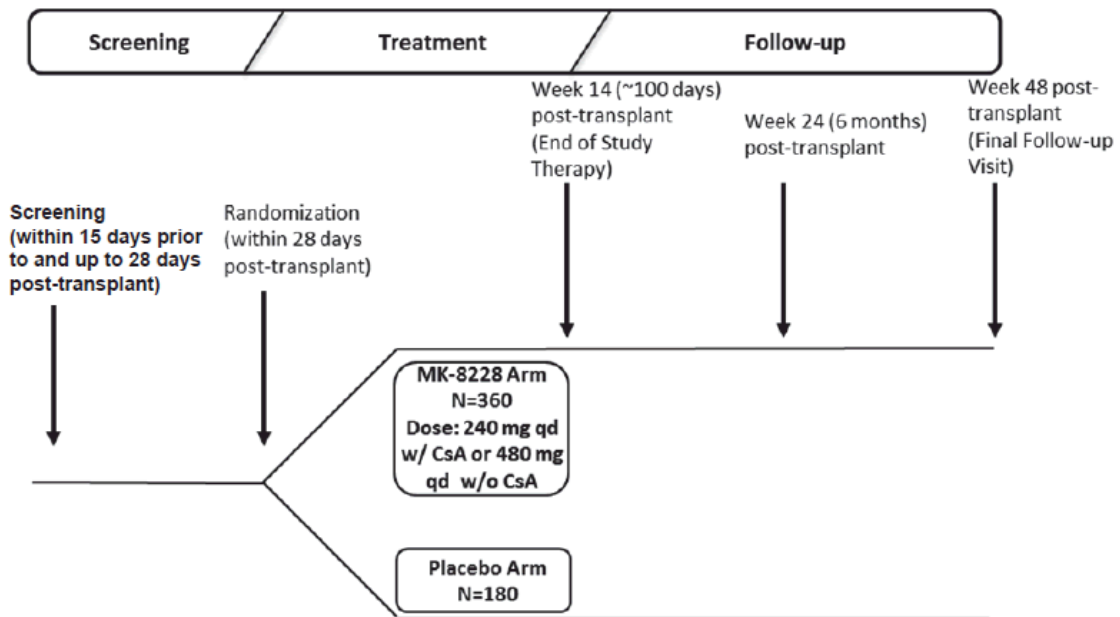 Screening
Treatment
Follow-up
Week 14 (~100 days)
post-transplant
(End of Study
Therapy)
Week 24 (6 months)
post-transplant
Week 48 post-
transplant
(Final Follow-up
Visit)
Screening
(within 15 days prior
to and up to 28 days
post-transplant)
Randomization
(within 28 days
post-transplant)
MK-8228 Arm
N=360
Dose: 240 mg qd
w/ CsA or 480 mg
qd w/o CsA
Placebo Arm
N=180